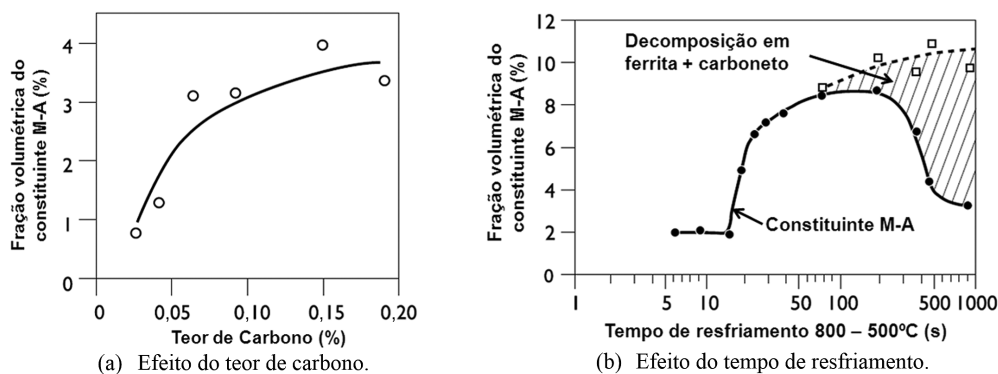 Fração volumétrica do
constituinte M-A (%)
4
3
2
1
0
0
0,05
0,10
0,15
0,20
Teor de Carbono (%)
(a) Efeito do teor de carbono.
Fração volumétrica do
constituinte M-A (%)
12
10
8
6
4
2
0
Decomposição em
ferrita + carboneto
Constituinte M-A
1
5
10
50
100
500
1000
Tempo de resfriamento 800 – 500ºC (s)
(b) Efeito do tempo de resfriamento.